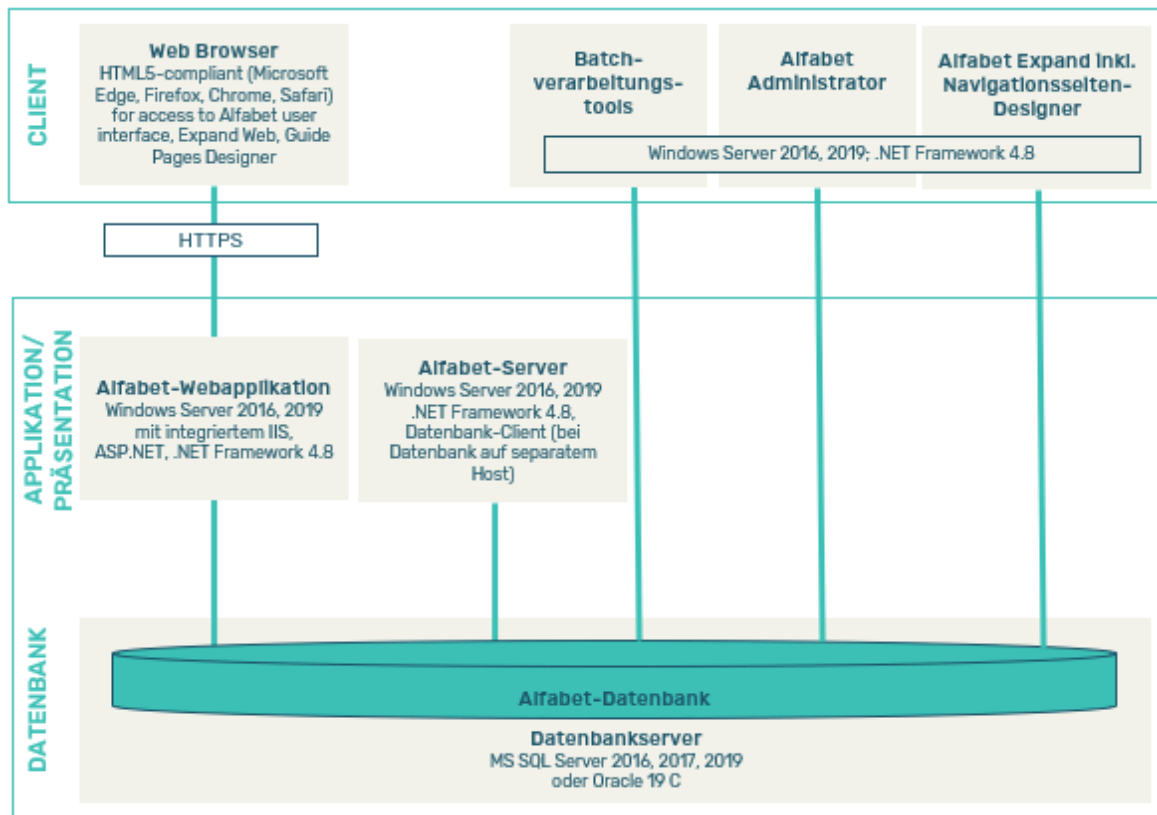 CLIENT
Web Browser
HTML5-compliant (Microsoft
Edge, Firefox, Chrome, Safari)
for access to Alfabet user
interface, Expand Web, Guide
Pages Designer
Batch-
verarbeitungs-
tools
Alfabet
Administrator
Alfabet Expand inkl.
Navigationsseiten-
Designer
Windows Server 2016, 2019; .NET Framework 4.8
HTTPS
APPLIKATION/
PRÄSENTATION
Alfabet-Webapplikation
Windows Server 2016, 2019
mit integriertem IIS,
ASP.NET, .NET Framework 4.8
Alfabet-Server
Windows Server 2016, 2019
.NET Framework 4.8,
Datenbank-Client (bei
Datenbank auf separatem
Host)
DATENBANK
Alfabet-Datenbank
Datenbankserver
MS SQL Server 2016, 2017, 2019
oder Oracle 19 C